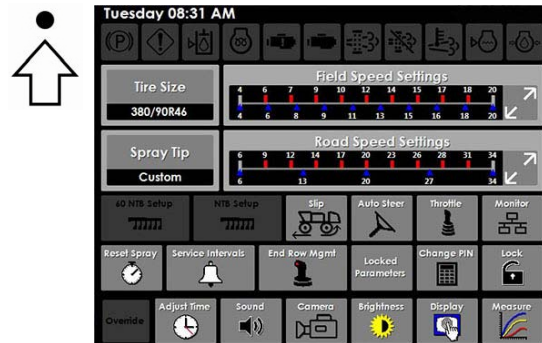 Tuesday 08:31 AM
(P)
Tire Size
380/90R46
Field Speed Settings
4 6 7 9 10 12 14 15 17 18 20
4 6 8 9 11 13 15 16 18 20
Spray Tip
Custom
Road Speed Settings
6 9 12 14 17 20 23 26 28 31 34
6 13 20 27 34
60 NTB Setup
NTB Setup
Slip
Auto Steer
Throttle
Monitor
Reset Spray
Service Intervals
End Row Mgmt
Locked
Parameters
Change PIN
Lock
Override
Adjust Time
Sound
Camera
Brightness
Display
Measure